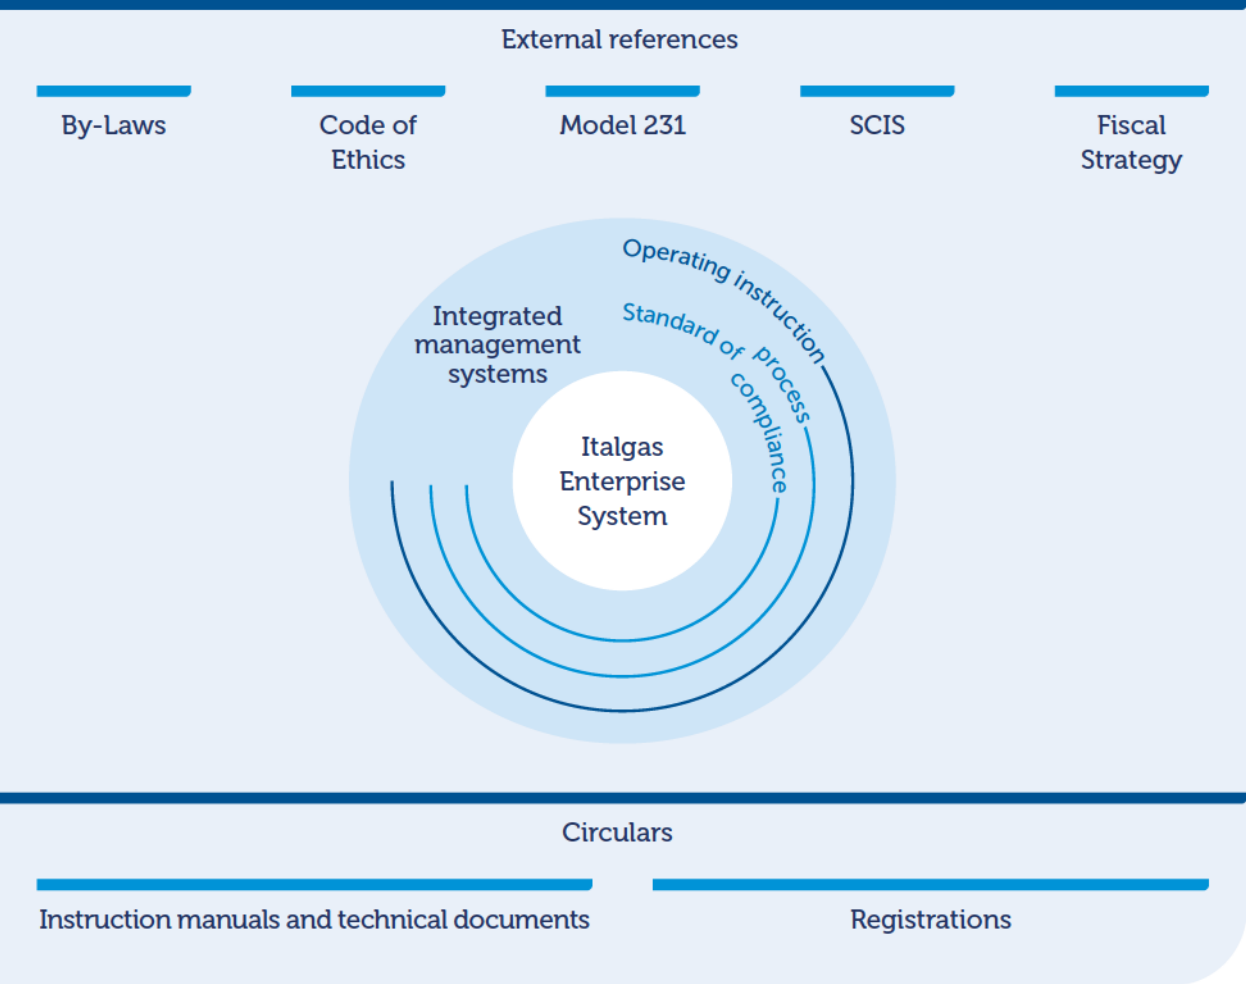 External references
By-Laws
Code of
Ethics
Model 231
SCIS
Fiscal
Strategy
Operating instruction
Standard of
process
compliance
Integrated
management
systems
Italgas
Enterprise
System
Circulars
Instruction manuals and technical documents
Registrations